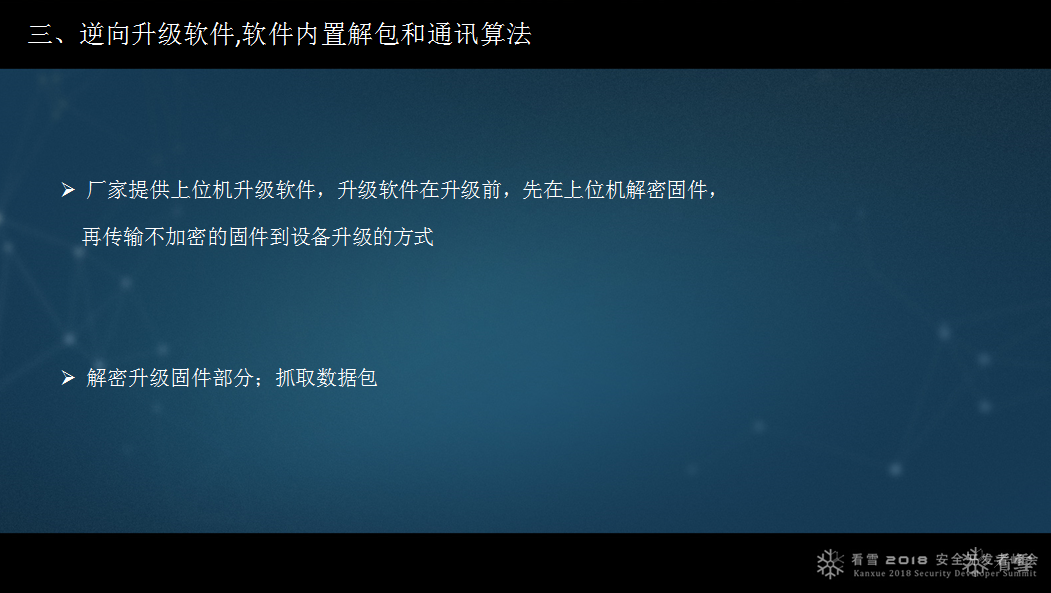 三、逆向升级软件,软件内置解包和通讯算法
➢ 厂家提供上位机升级软件，升级软件在升级前，先在上位机解密固件，
再传输不加密的固件到设备升级的方式
➢ 解密升级固件部分；抓取数据包
看雪 2018 安全开发者峰会
Kanxue 2018 Security Developer Summit
看雪